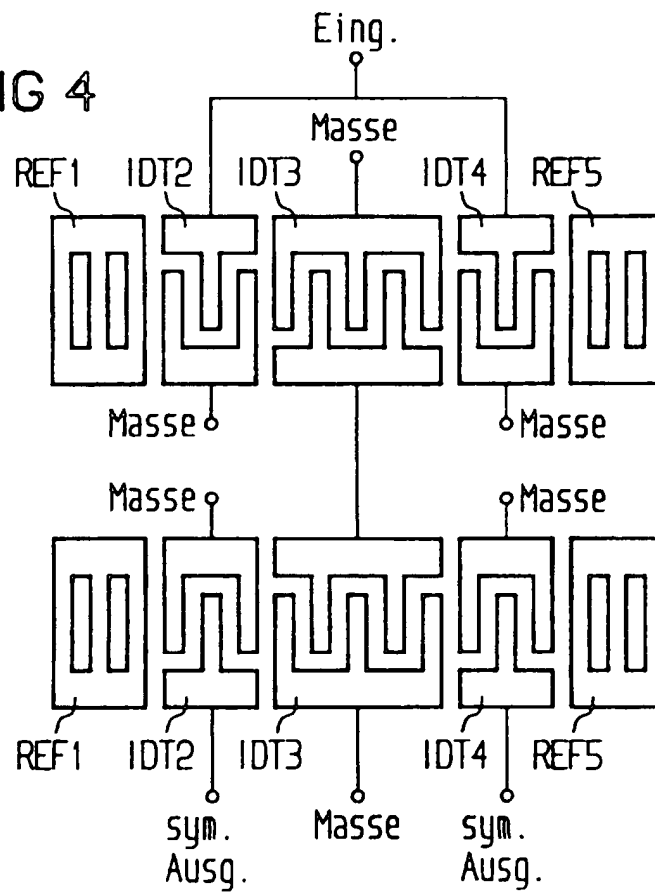 Eing.
IG 4
Masse
REF1 IDT2 IDT3 IDT4 REF5
Masse Masse
Masse Masse
REF1 IDT2 IDT3 IDT4 REF5
sym. Masse sym.
Ausg. Ausg.